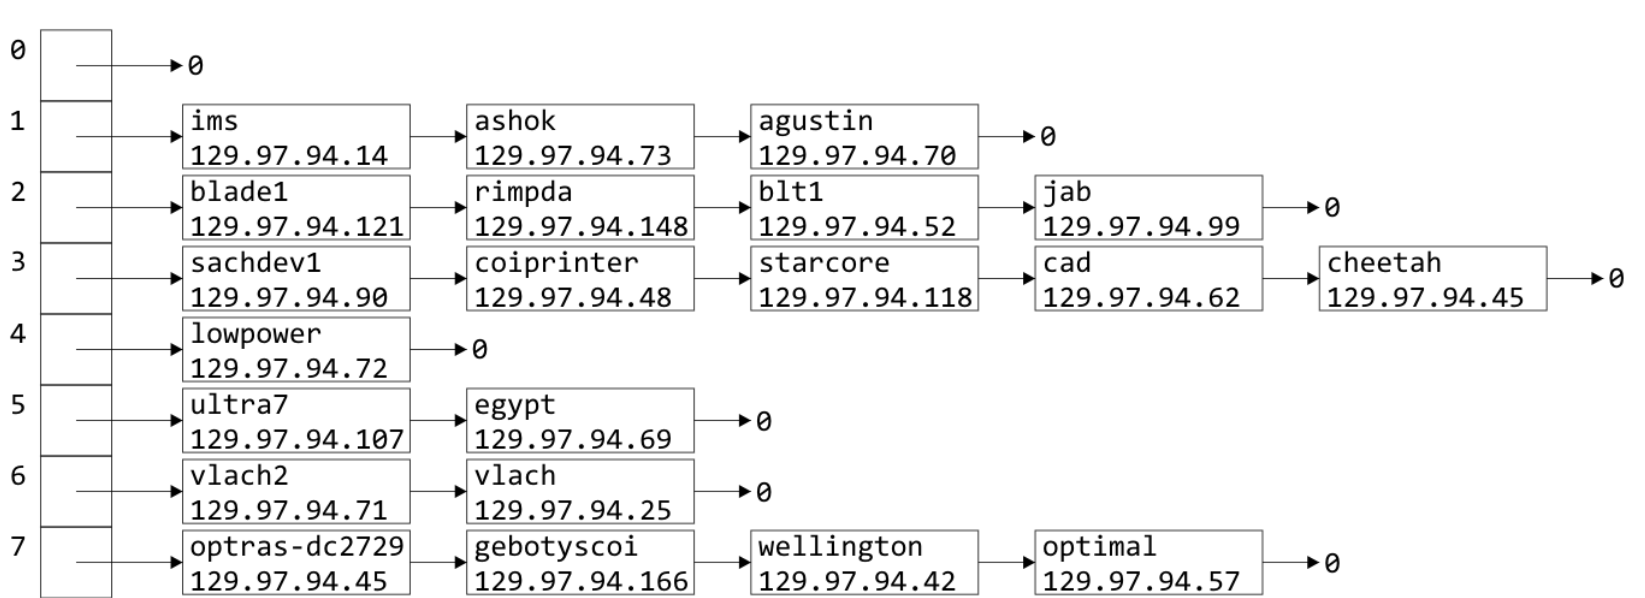 0
0
1
ims
129.97.94.14
ashok
129.97.94.73
agustin
129.97.94.70
0
2
blade1
129.97.94.121
rimpda
129.97.94.148
blt1
129.97.94.52
jab
129.97.94.99
0
3
sachdev1
129.97.94.90
coiprinter
129.97.94.48
starcore
129.97.94.118
cad
129.97.94.62
cheetah
129.97.94.45
0
4
lowpower
129.97.94.72
0
5
ultra7
129.97.94.107
egypt
129.97.94.69
0
6
vlach2
129.97.94.71
vlach
129.97.94.25
0
7
optras-dc2729
129.97.94.45
gebotyscoi
129.97.94.166
wellington
129.97.94.42
optimal
129.97.94.57
0